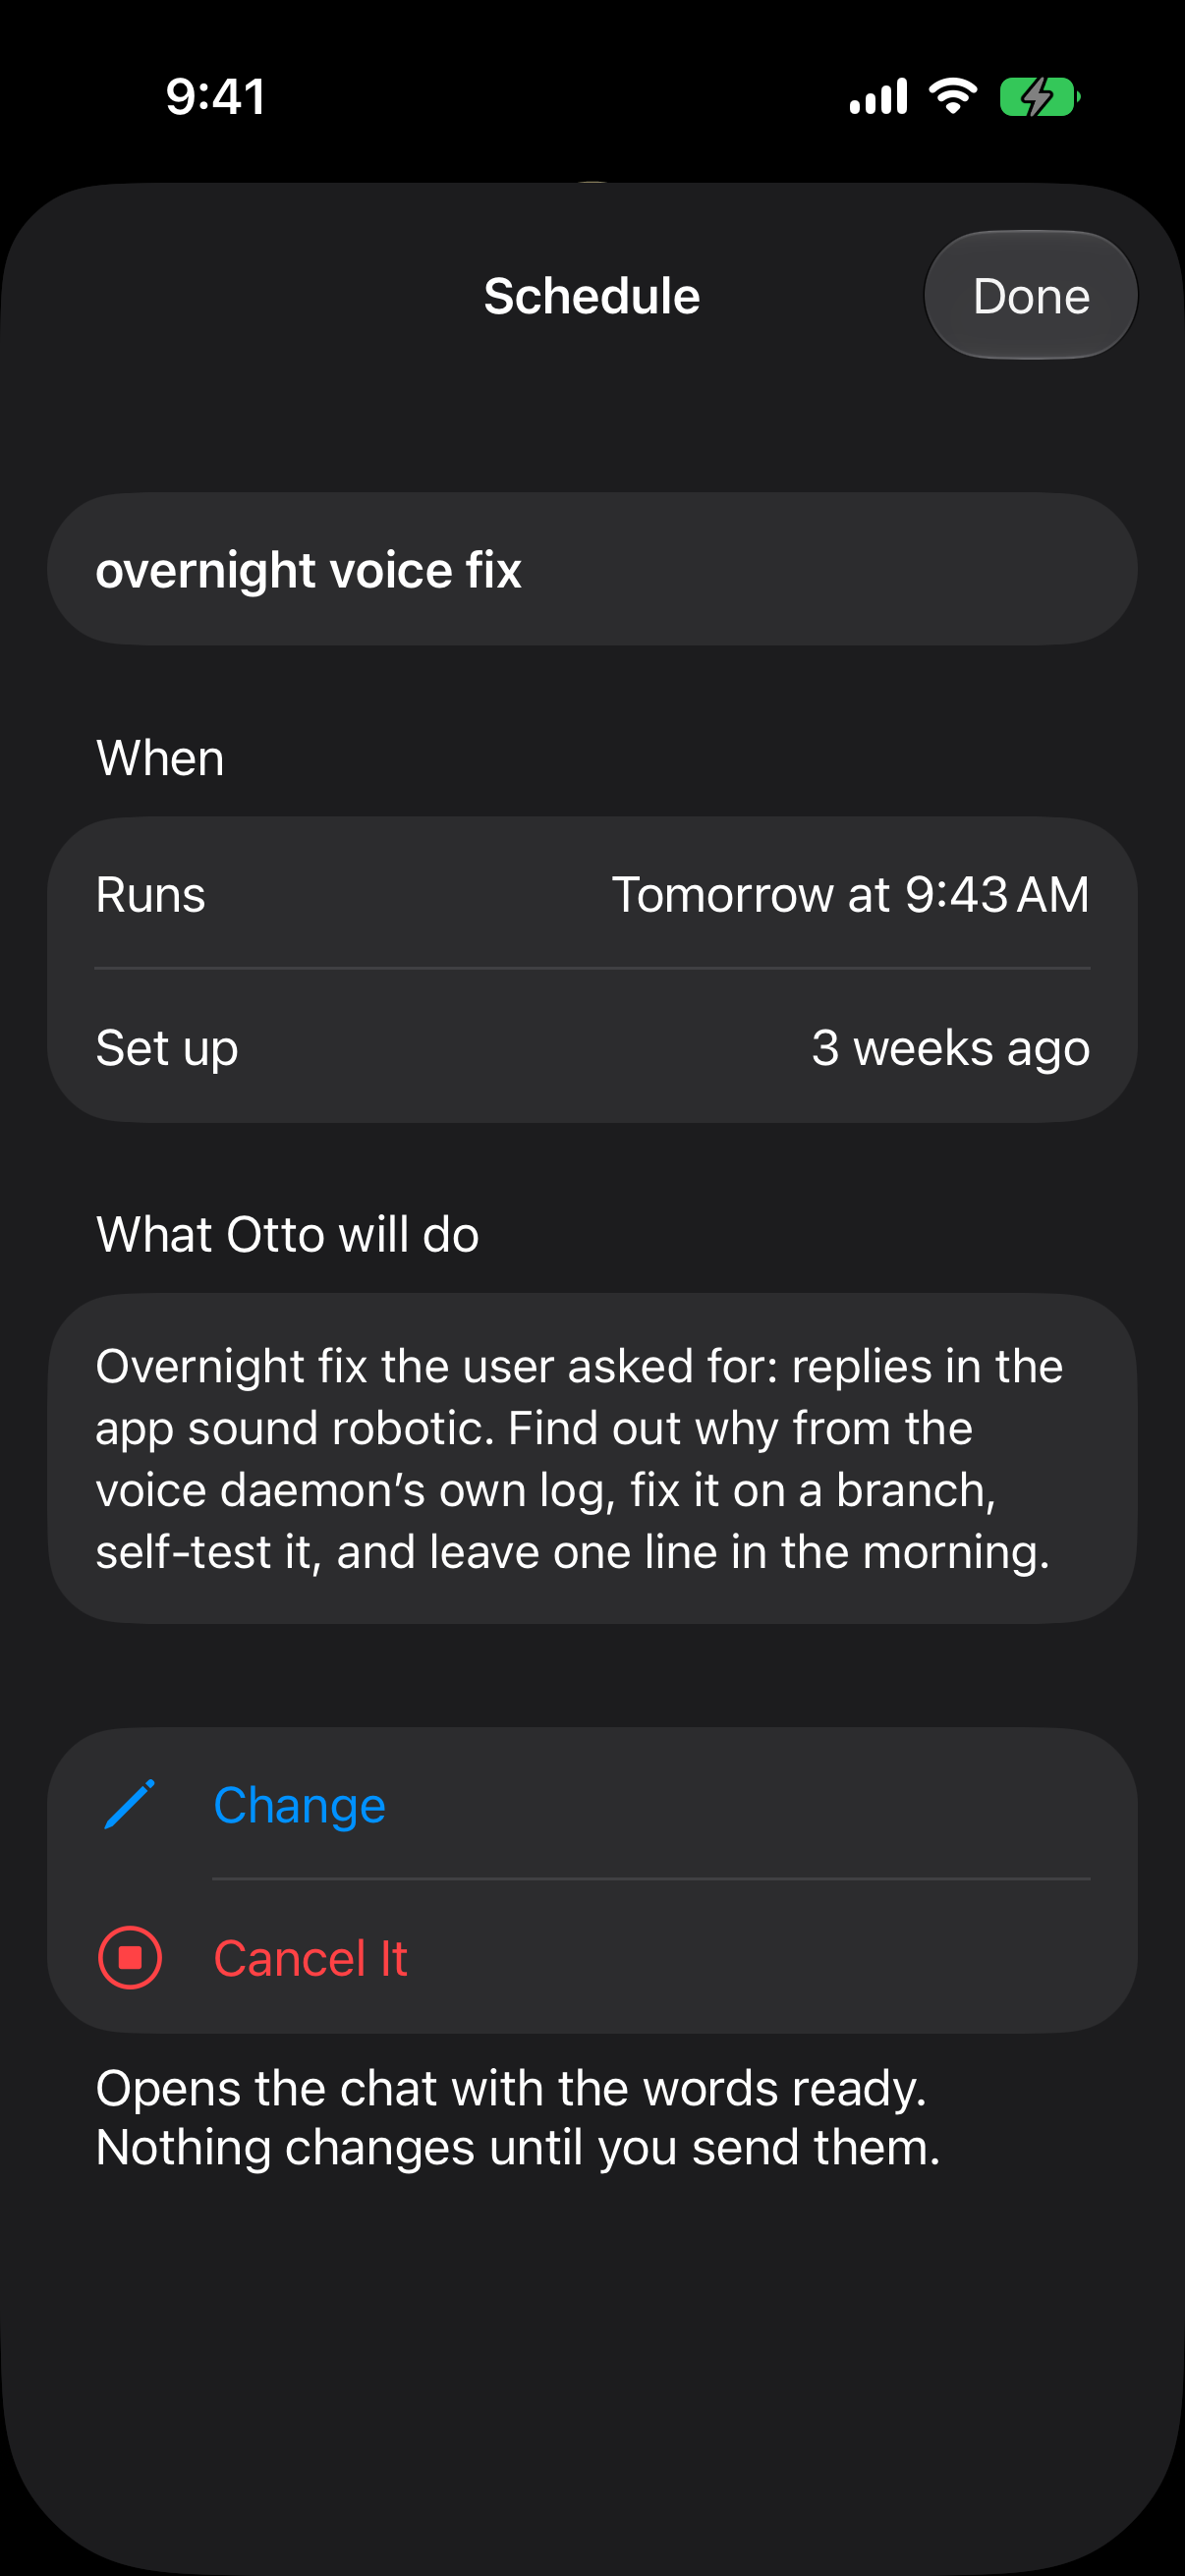 9:41
Schedule
Done
overnight voice fix
When
Runs
Tomorrow at 9:43 AM
Set up
3 weeks ago
What Otto will do
Overnight fix the user asked for: replies in the
app sound robotic. Find out why from the
voice daemon’s own log, fix it on a branch,
self-test it, and leave one line in the morning.
Change
Cancel It
Opens the chat with the words ready.
Nothing changes until you send them.